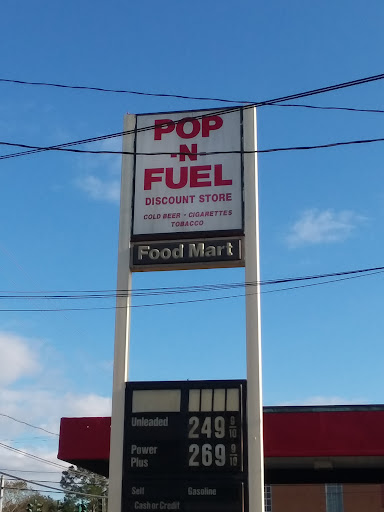 POP
-N-
FUEL
DISCOUNT STORE
COLD BEER - CIGARETTES
TOBACCO
Food Mart
Unleaded 249 9/10
Power Plus 269 9/10
Self Gasoline
Cash or Credit